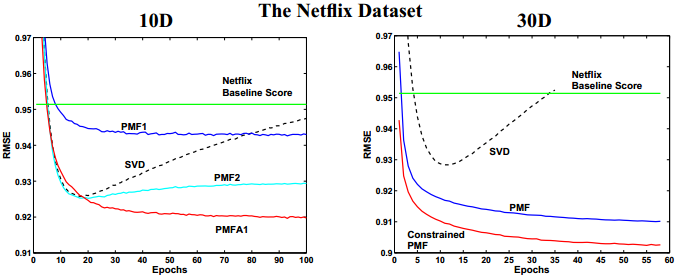 The Netflix Dataset
10D
30D
0.97
0.96
0.95
0.94
0.93
0.92
0.91
RMSE
Netflix
Baseline Score
PMF1
SVD
PMF2
PMFA1
0 10 20 30 40 50 60 70 80 90 100
Epochs
0.97
0.96
0.95
0.94
0.93
0.92
0.91
0.9
RMSE
Netflix
Baseline Score
SVD
PMF
Constrained
PMF
0 5 10 15 20 25 30 35 40 45 50 55 60
Epochs